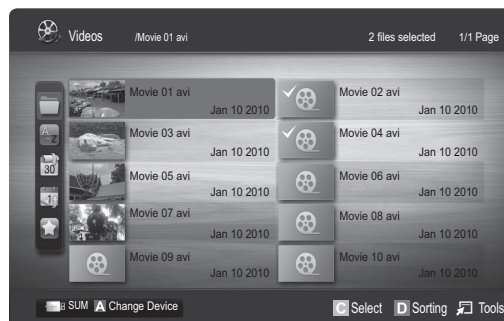 Videos /Movie 01 avi 2 files selected 1/1 Page
Movie 01 avi Movie 02 avi
Jan 10 2010 Jan 10 2010
A-Z Movie 03 avi Movie 04 avi
Jan 10 2010 Jan 10 2010
30 Movie 05 avi Movie 06 avi
Jan 10 2010 Jan 10 2010
Movie 07 avi Movie 08 avi
Jan 10 2010 Jan 10 2010
Movie 09 avi Movie 10 avi
Jan 10 2010 Jan 10 2010
SUM A Change Device C Select D Sorting Tools